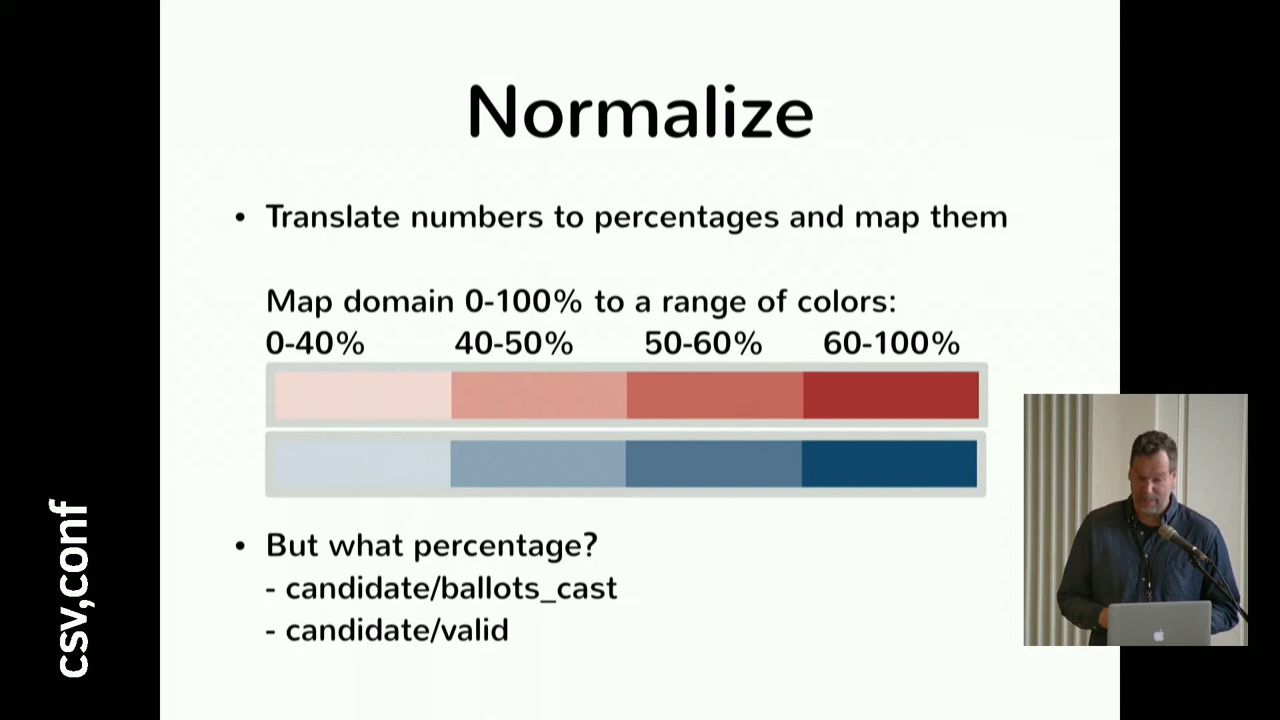 Normalize
• Translate numbers to percentages and map them
Map domain 0-100% to a range of colors:
0-40% 40-50% 50-60% 60-100%
• But what percentage?
- candidate/ballots_cast
- candidate/valid
csv,conf